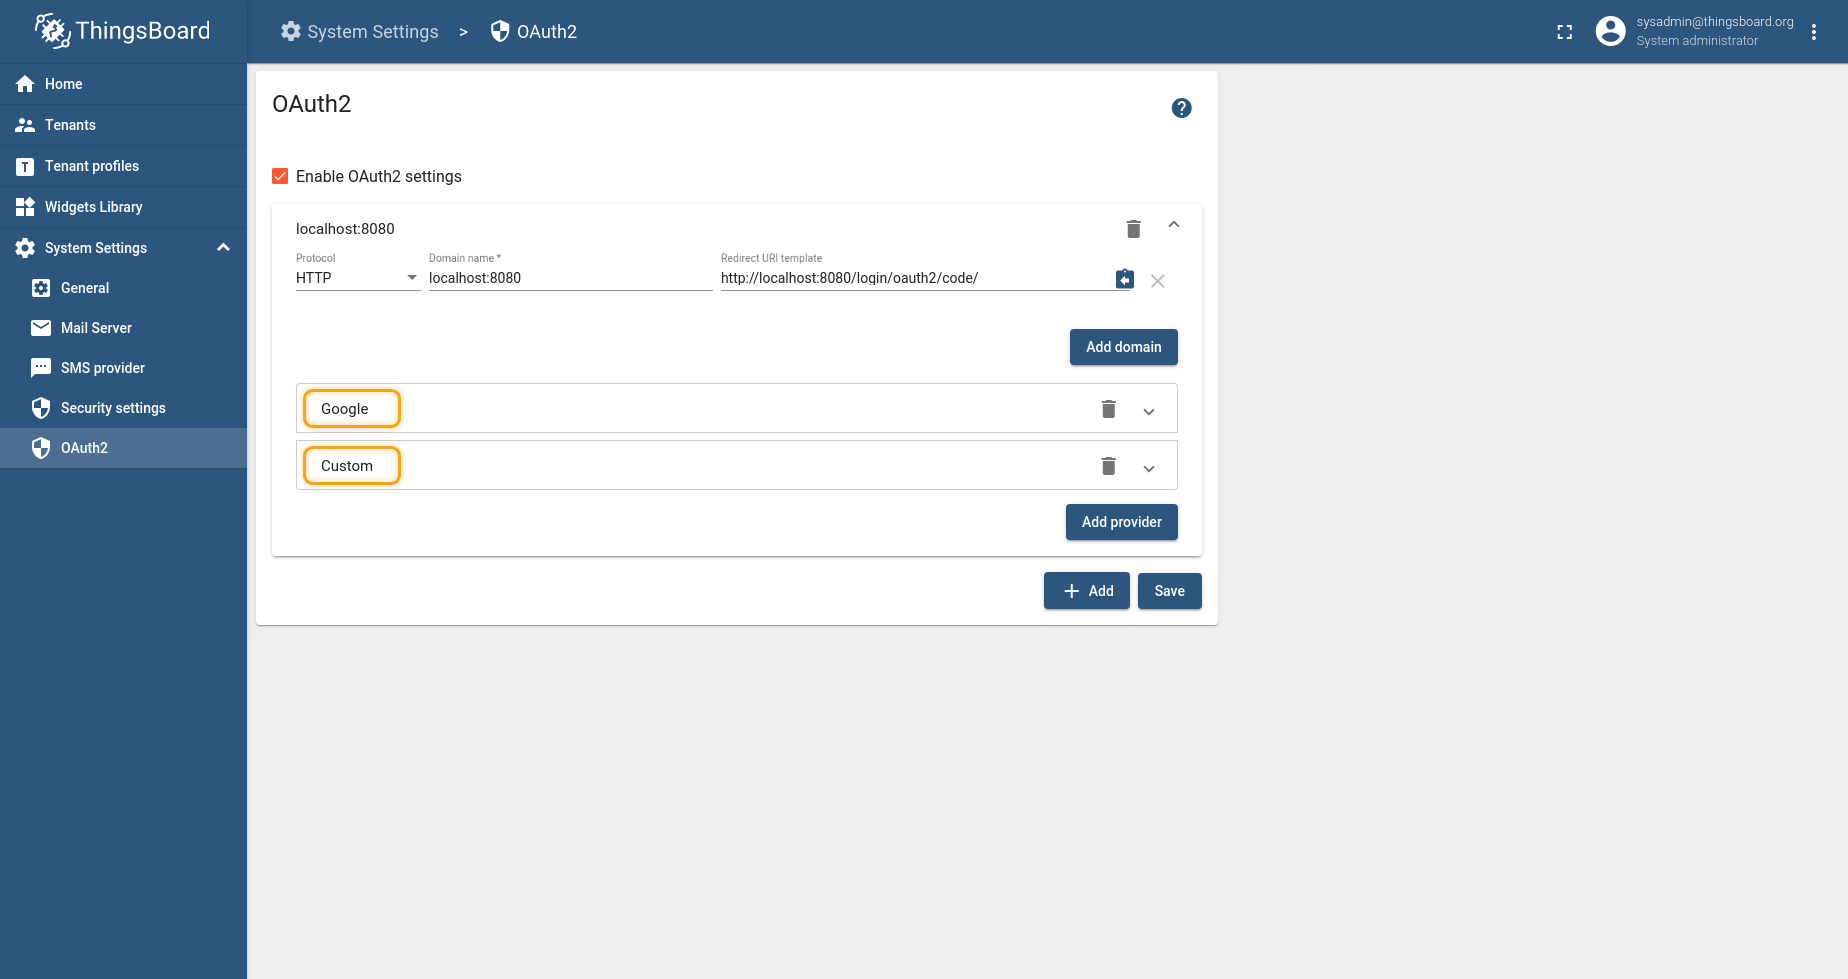 ThingsBoard
System Settings > OAuth2
sysadmin@thingsboard.org
System administrator
Home
Tenants
Tenant profiles
Widgets Library
System Settings
General
Mail Server
SMS provider
Security settings
OAuth2
OAuth2
Enable OAuth2 settings
localhost:8080
Protocol Domain name * Redirect URI template
HTTP localhost:8080 http://localhost:8080/login/oauth2/code/
Add domain
Google
Custom
Add provider
Add Save